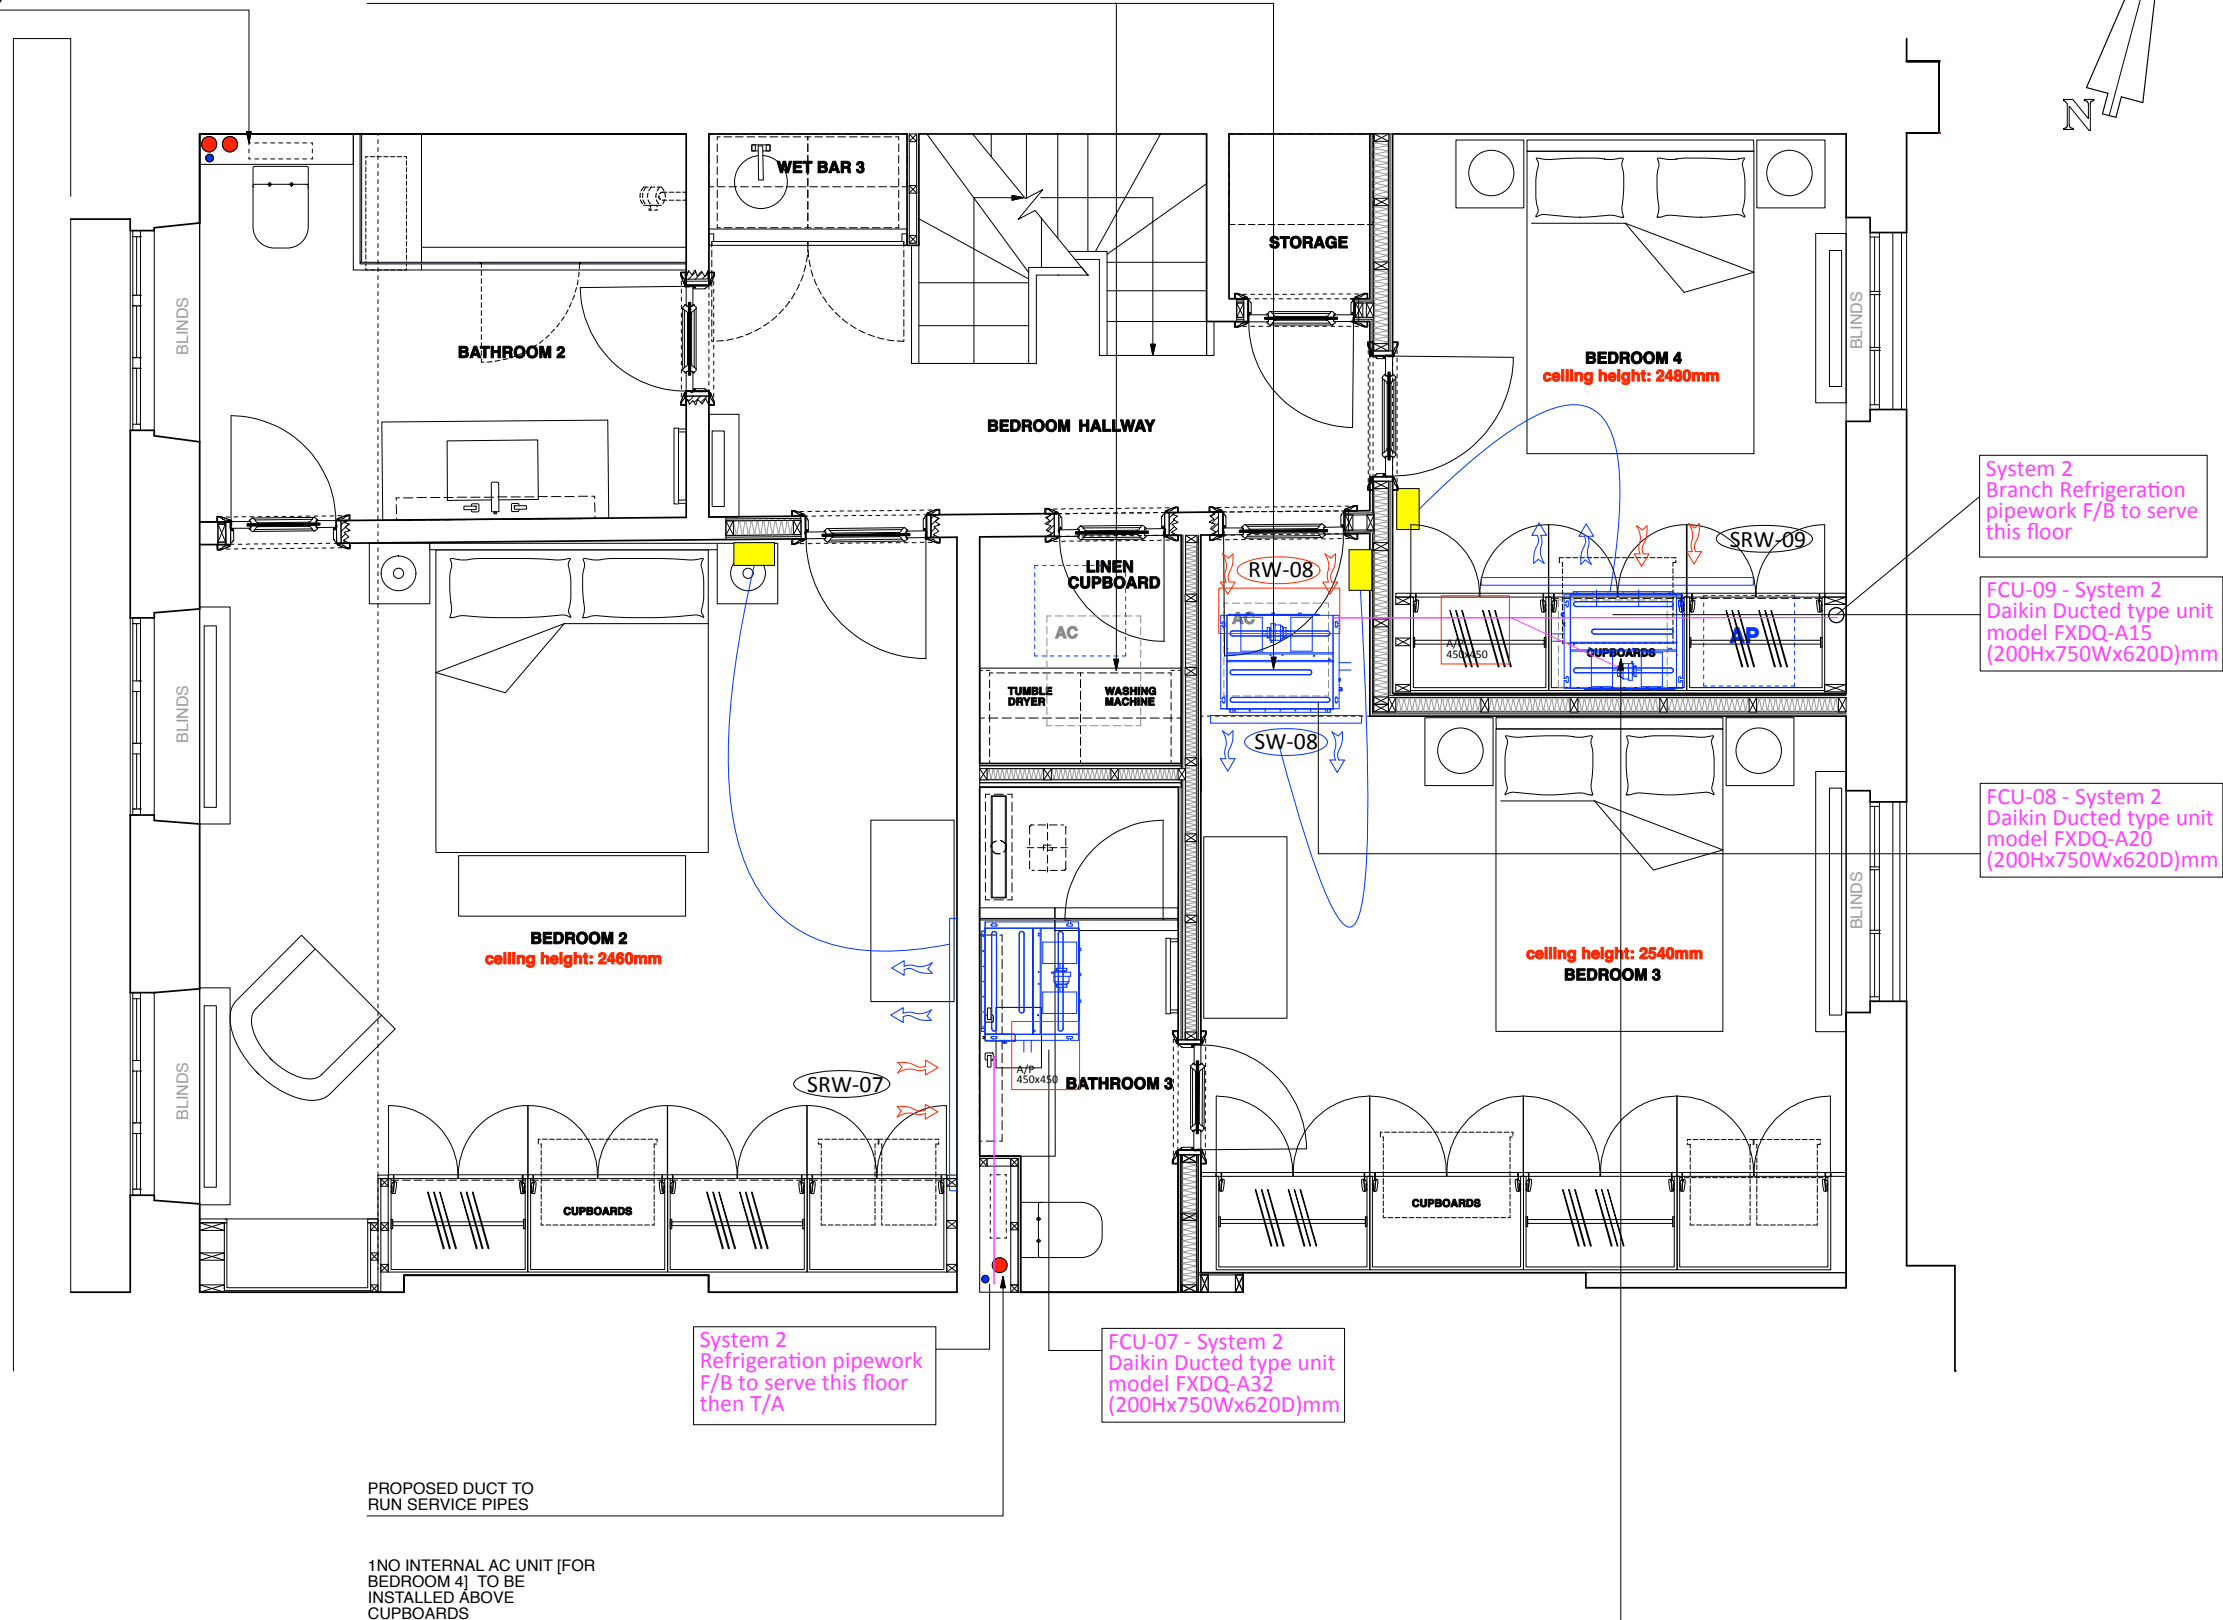 N
WET BAR 3
STORAGE
BLINDS
BLINDS
BATHROOM 2
BEDROOM 4
ceiling height: 2480mm
BEDROOM HALLWAY
System 2
Branch Refrigeration
pipework F/B to serve
this floor
SRW-09
RW-08
LINEN
CUPBOARD
AC
AC
FCU-09 - System 2
Daikin Ducted type unit
model FXDQ-A15
(200Hx750Wx620D)mm
A/P
450x450
CUPBOARDS
AP
BLINDS
TUMBLE
DRYER
WASHING
MACHINE
SW-08
FCU-08 - System 2
Daikin Ducted type unit
model FXDQ-A20
(200Hx750Wx620D)mm
BLINDS
BEDROOM 2
ceiling height: 2460mm
ceiling height: 2540mm
BEDROOM 3
BLINDS
SRW-07
A/P
450x450
BATHROOM 3
CUPBOARDS
CUPBOARDS
System 2
Refrigeration pipework
F/B to serve this floor
then T/A
FCU-07 - System 2
Daikin Ducted type unit
model FXDQ-A32
(200Hx750Wx620D)mm
PROPOSED DUCT TO
RUN SERVICE PIPES
1NO INTERNAL AC UNIT [FOR
BEDROOM 4] TO BE
INSTALLED ABOVE
CUPBOARDS